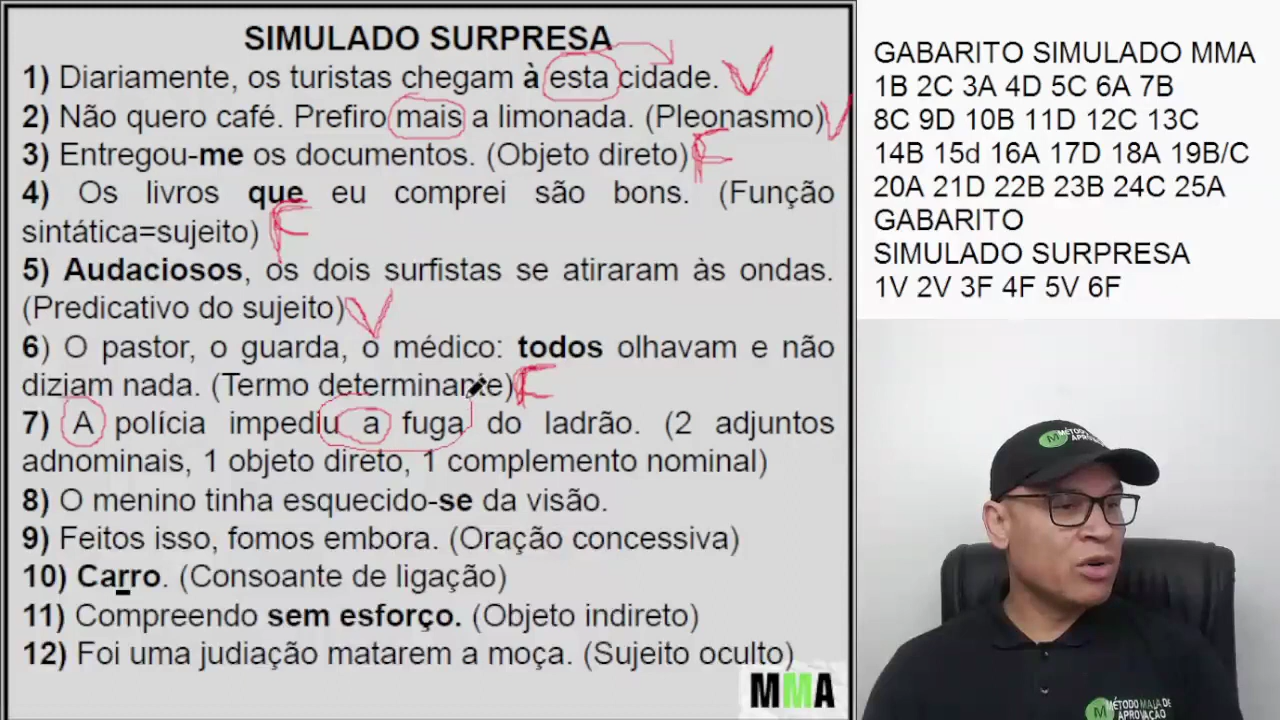 SIMULADO SURPRESA
1) Diariamente, os turistas chegam à esta cidade. V
2) Não quero café. Prefiro mais a limonada. (Pleonasmo) V
3) Entregou-me os documentos. (Objeto direto) F
4) Os livros que eu comprei são bons. (Função
sintática=sujeito) F
5) Audaciosos, os dois surfistas se atiraram às ondas.
(Predicativo do sujeito) V
6) O pastor, o guarda, o médico: todos olhavam e não
diziam nada. (Termo determinante) F
7) A polícia impediu a fuga do ladrão. (2 adjuntos
adnominais, 1 objeto direto, 1 complemento nominal)
8) O menino tinha esquecido-se da visão.
9) Feitos isso, fomos embora. (Oração concessiva)
10) Carro. (Consoante de ligação)
11) Compreendo sem esforço. (Objeto indireto)
12) Foi uma judiação matarem a moça. (Sujeito oculto)
MMA
GABARITO SIMULADO MMA
1B 2C 3A 4D 5C 6A 7B
8C 9D 10B 11D 12C 13C
14B 15d 16A 17D 18A 19B/C
20A 21D 22B 23B 24C 25A
GABARITO
SIMULADO SURPRESA
1V 2V 3F 4F 5V 6F
M
MÉTODO MALA DE
APROVAÇÃO